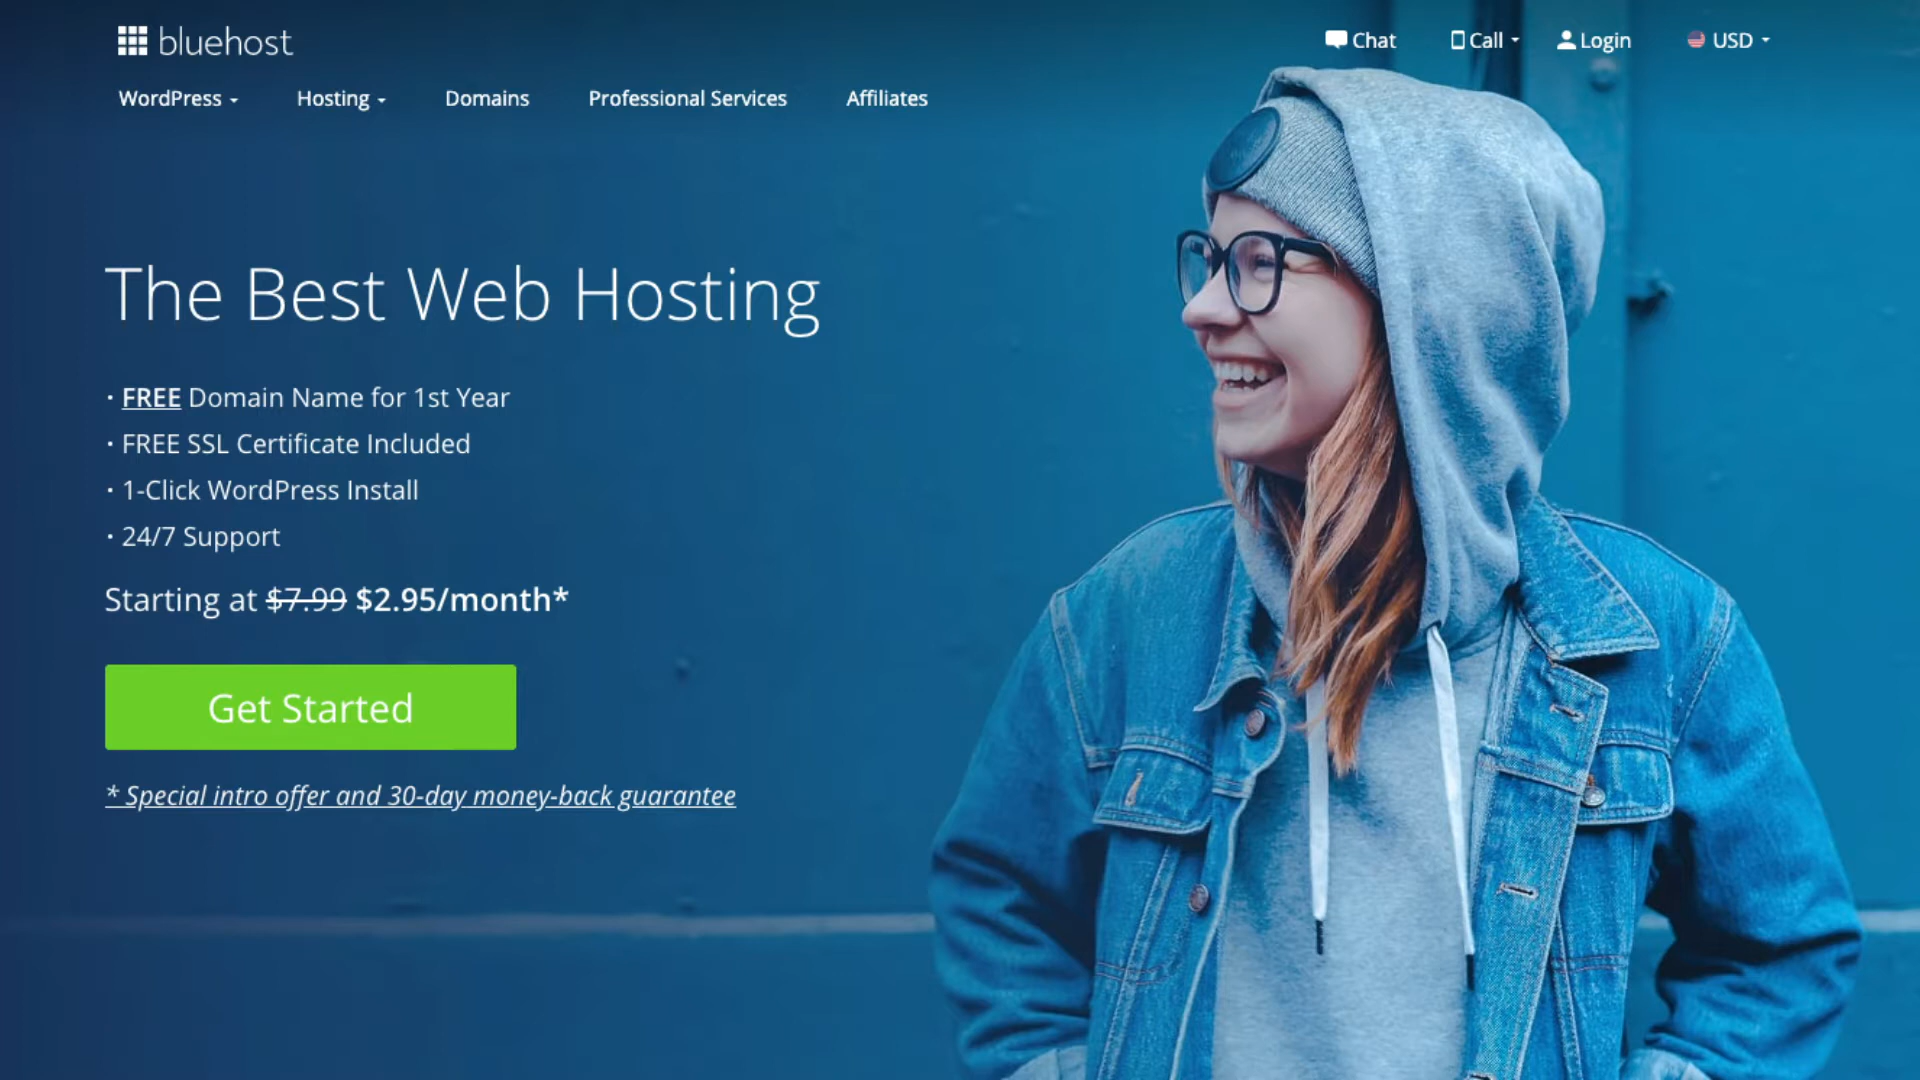 bluehost
Chat
Call
Login
USD
WordPress
Hosting
Domains
Professional Services
Affiliates
The Best Web Hosting
· FREE Domain Name for 1st Year
· FREE SSL Certificate Included
· 1-Click WordPress Install
· 24/7 Support
Starting at $7.99 $2.95/month*
Get Started
* Special intro offer and 30-day money-back guarantee